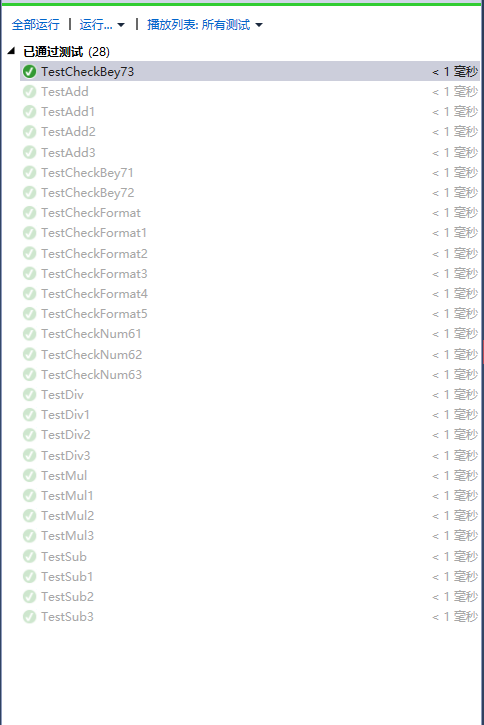 全部运行 | 运行... | 播放列表: 所有测试
已通过测试 (28)
TestCheckBey73 < 1 毫秒
TestAdd < 1 毫秒
TestAdd1 < 1 毫秒
TestAdd2 < 1 毫秒
TestAdd3 < 1 毫秒
TestCheckBey71 < 1 毫秒
TestCheckBey72 < 1 毫秒
TestCheckFormat < 1 毫秒
TestCheckFormat1 < 1 毫秒
TestCheckFormat2 < 1 毫秒
TestCheckFormat3 < 1 毫秒
TestCheckFormat4 < 1 毫秒
TestCheckFormat5 < 1 毫秒
TestCheckNum61 < 1 毫秒
TestCheckNum62 < 1 毫秒
TestCheckNum63 < 1 毫秒
TestDiv < 1 毫秒
TestDiv1 < 1 毫秒
TestDiv2 < 1 毫秒
TestDiv3 < 1 毫秒
TestMul < 1 毫秒
TestMul1 < 1 毫秒
TestMul2 < 1 毫秒
TestMul3 < 1 毫秒
TestSub < 1 毫秒
TestSub1 < 1 毫秒
TestSub2 < 1 毫秒
TestSub3 < 1 毫秒